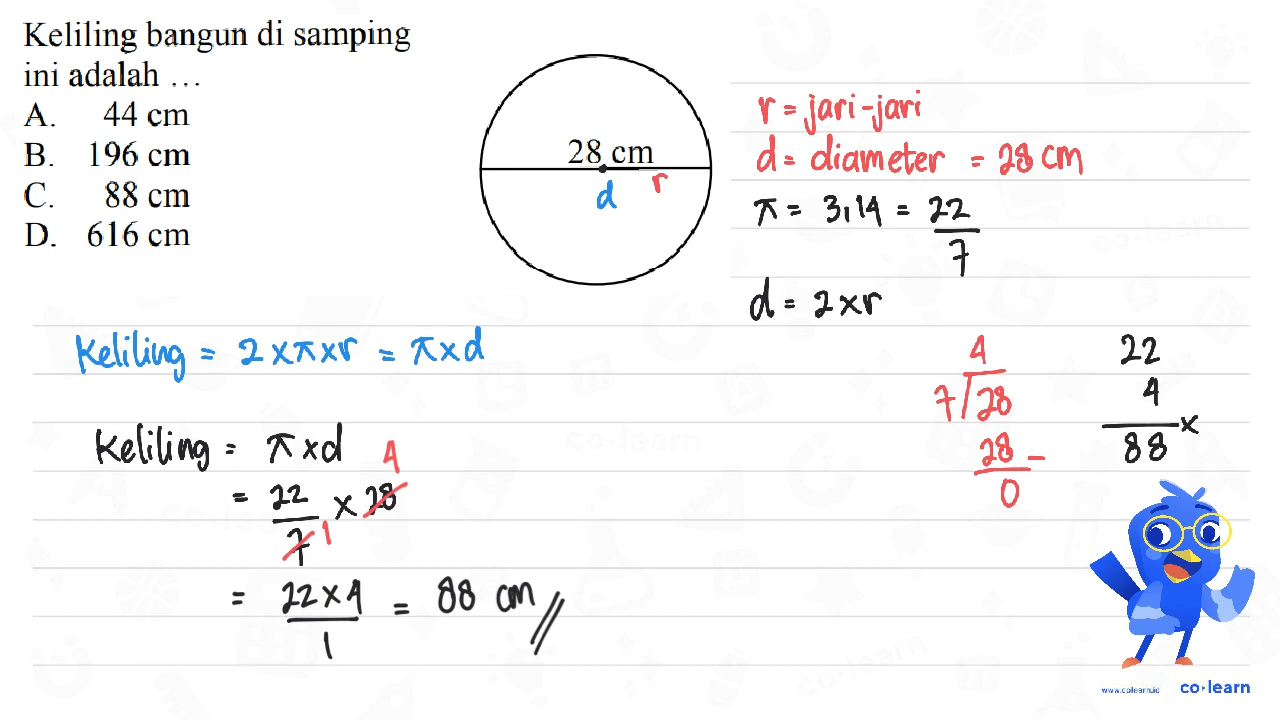 Keliling bangun di samping
ini adalah ...
A. 44 cm
B. 196 cm
C. 88 cm
D. 616 cm
28 cm
d r
r = jari-jari
d = diameter = 28 cm
π = 3,14 = 22
7
d = 2 x r
Keliling = 2 x π x r = π x d
Keliling = π x d
4
= 22 x 28
7 1
= 22 x 4 = 88 cm //
1
4
7 28
28 -
0
22
4
x
88
co·learn
www.colearn.id co·learn